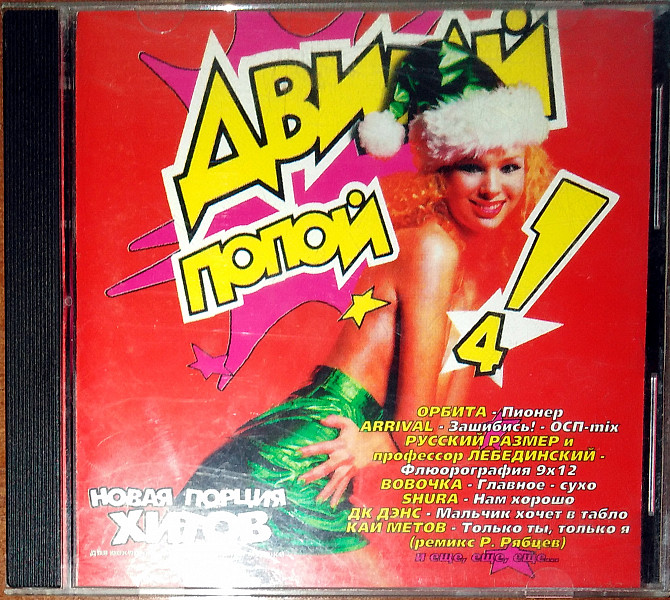 ДВИГАЙ
ПОПОЙ !
4
ОРБИТА - Пионер
ARRIVAL - Зашибись! - ОСП-mix
РУССКИЙ РАЗМЕР и
профессор ЛЕБЕДИНСКИЙ -
Флюорография 9х12
ВОВОЧКА - Главное - сухо
SHURA - Нам хорошо
ДК ДЭНС - Мальчик хочет в табло
КАЙ МЕТОВ - Только ты, только я
(ремикс Р. Рябцев)
И еще, еще, еще...
НОВАЯ ПОРЦИЯ
ХИТОВ